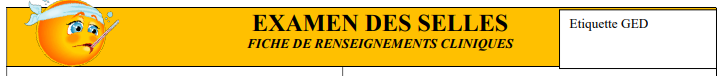 EXAMEN DES SELLES
FICHE DE RENSEIGNEMENTS CLINIQUES
Etiquette GED